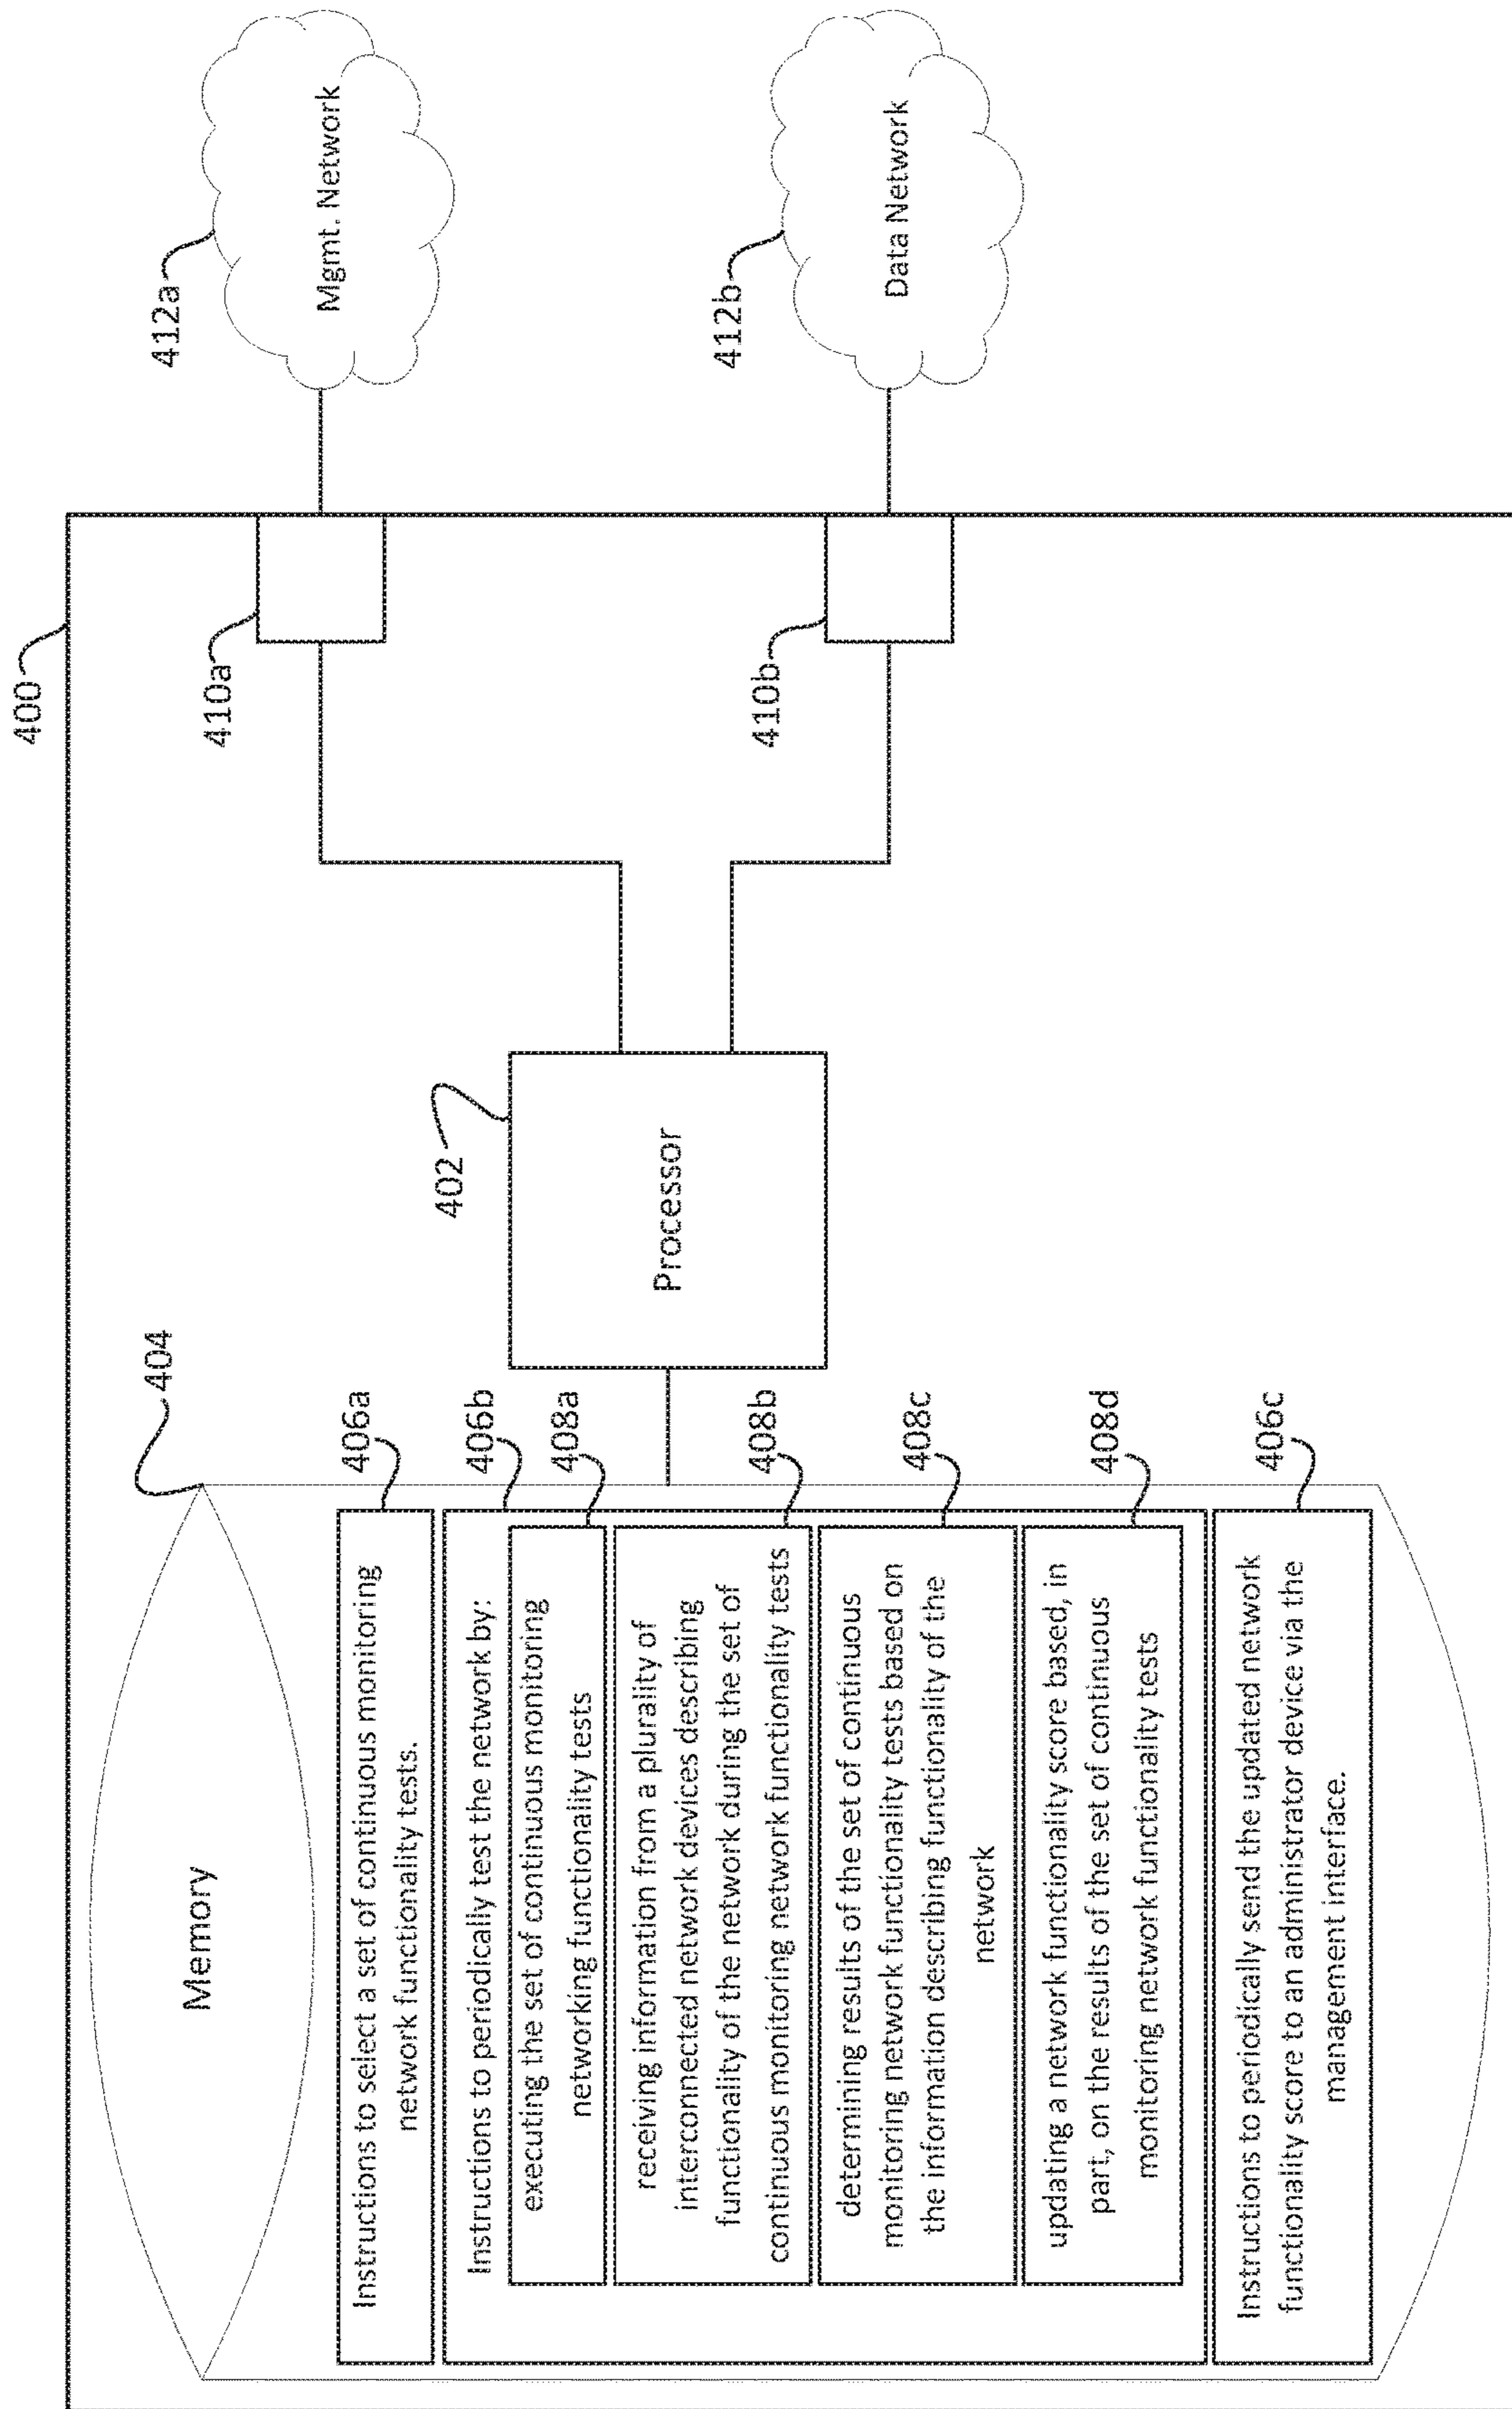 400
404
Memory
406a
Instructions to select a set of continuous monitoring
network functionality tests.
406b
Instructions to periodically test the network by:
408a
executing the set of continuous monitoring
networking functionality tests
408b
receiving information from a plurality of
interconnected network devices describing
functionality of the network during the set of
continuous monitoring network functionality tests
408c
determining results of the set of continuous
monitoring network functionality tests based on
the information describing functionality of the
network
408d
updating a network functionality score based, in
part, on the results of the set of continuous
monitoring network functionality tests
406c
Instructions to periodically send the updated network
functionality score to an administrator device via the
management interface.
402
Processor
410a
410b
412a
Mgmt. Network
412b
Data Network